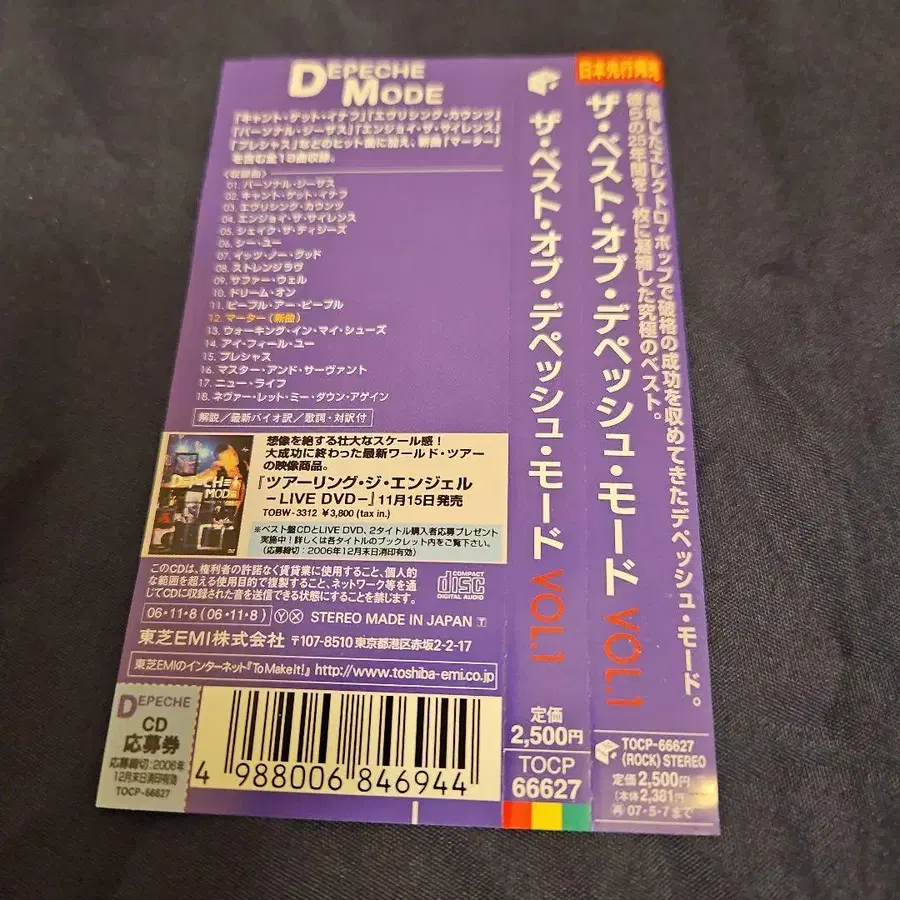 DEPECHE MODE
『キャント・ゲット・イナフ』『エヴリシング・カウンツ』
『パーソナル・ジーザス』『エンジョイ・ザ・サイレンス』
『プレシャス』などのヒット曲に加え、新曲『マーター』
を含む全18曲収録。
〈収録曲〉
01. パーソナル・ジーザス
02. キャント・ゲット・イナフ
03. エヴリシング・カウンツ
04. エンジョイ・ザ・サイレンス
05. シェイク・ザ・ディジーズ
06. シー・ユー
07. イッツ・ノー・グッド
08. ストレンジラヴ
09. サファー・ウェル
10. ドリーム・オン
11. ピープル・アー・ピープル
12. マーター(新曲)
13. ウォーキング・イン・マイ・シューズ
14. アイ・フィール・ユー
15. プレシャス
16. マスター・アンド・サーヴァント
17. ニュー・ライフ
18. ネヴァー・レット・ミー・ダウン・アゲイン
解説/最新バイオ訳/歌詞・対訳付
DEPECHE MODE
想像を絶する壮大なスケール感!
大成功に終わった最新ワールド・ツアー
の映像商品。
『ツアーリング・ジ・エンジェル
－LIVE DVD－』11月15日発売
TOBW-3312 ¥3,800 (tax in.)
※ベスト盤CDとLIVE DVD、2タイトル購入者応募プレゼント
実施中!詳しくは各タイトルのブックレット内をご覧下さい。
(応募締切:2006年12月末日消印有効)
このCDは、権利者の許諾なく賃貸業に使用すること、個人的
な範囲を超える使用目的で複製すること、ネットワーク等を通
じてCDに収録された音を送信できる状態にすることを禁じます。
COMPACT disc DIGITAL AUDIO
06・11・8 (06・11・8) Ⓨ Ⓧ STEREO MADE IN JAPAN T
東芝EMI株式会社 〒107-8510 東京都港区赤坂2-2-17
東芝EMIのインターネット『To Make It!』 http://www.toshiba-emi.co.jp
DEPECHE
CD
応募券
応募締切:2006年
12月末日消印有効
TOCP-66627
4 988006 846944
ザ・ベスト・オブ・デペッシュ・モード VOL.1
定価
2,500円
TOCP
66627
日本先行発売
卓越したエレクトロ・ポップで破格の成功を収めてきたデペッシュ・モード。
彼らの25年間を1枚に凝縮した究極のベスト。
ザ・ベスト・オブ・デペッシュ・モード VOL.1
TOCP-66627
(ROCK) STEREO
定価2,500円
(本体2,381円)
再 07・5・7まで